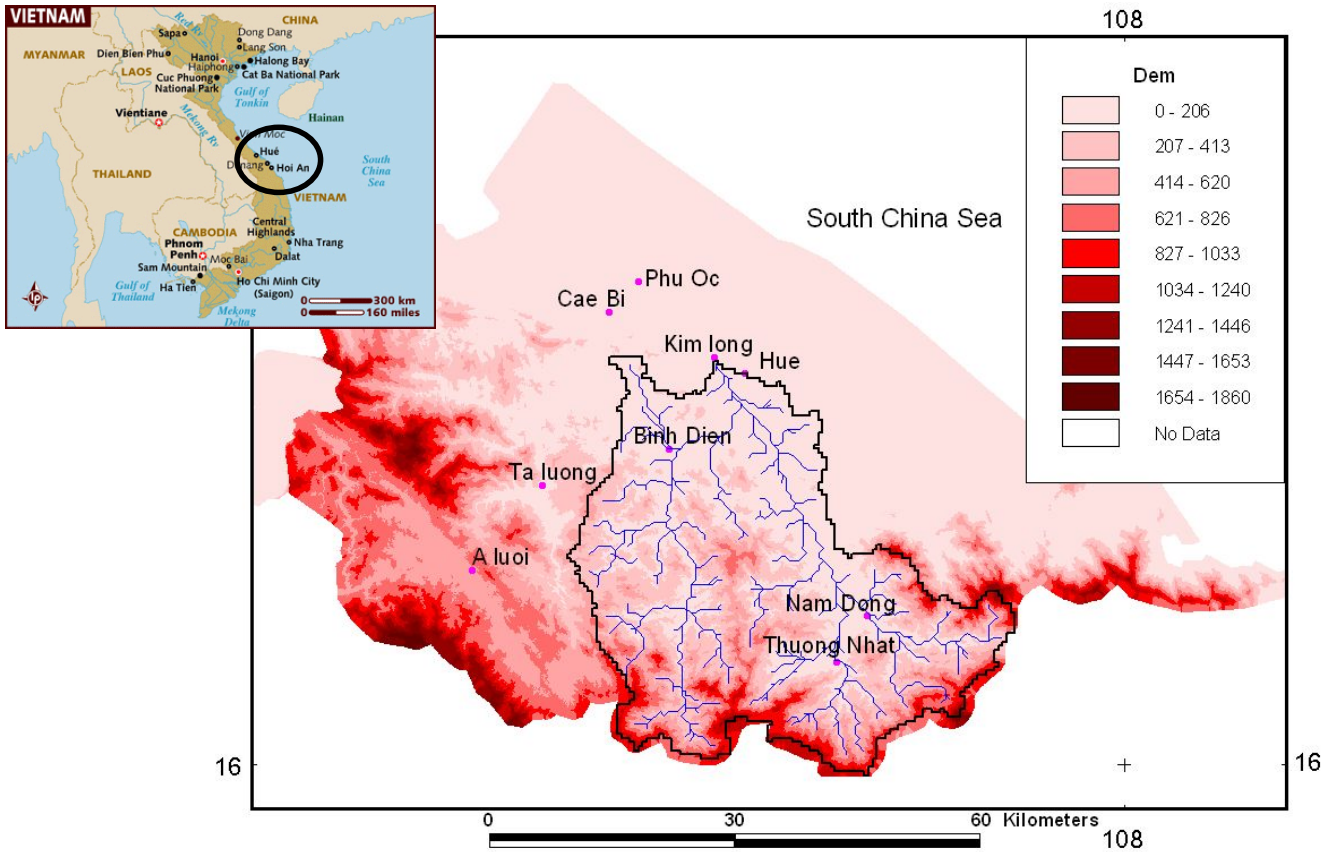 VIETNAM
CHINA
MYANMAR
Red Rv
Sapa
Dong Dang
Lang Son
Dien Bien Phu
Hanoi
Halong Bay
LAOS
Haiphong
Cat Ba National Park
Cuc Phuong
National Park
Gulf of
Tonkin
Vientiane
Mekong Rv
Hainan
Vinh Moc
Hué
Danang
Hoi An
South
China
Sea
THAILAND
VIETNAM
CAMBODIA
Central
Highlands
Phnom
Penh
Nha Trang
Moc Bai
Dalat
Sam Mountain
Gulf of
Thailand
Ha Tien
Ho Chi Minh City
(Saigon)
Mekong
Delta
0
300 km
0
160 miles
lp
108
Dem
0 - 206
207 - 413
414 - 620
621 - 826
827 - 1033
1034 - 1240
1241 - 1446
1447 - 1653
1654 - 1860
No Data
South China Sea
Phu Oc
Cae Bi
Kim long
Hue
Binh Dien
Ta luong
A luoi
Nam Dong
Thuong Nhat
16
16
0
30
60 Kilometers
108